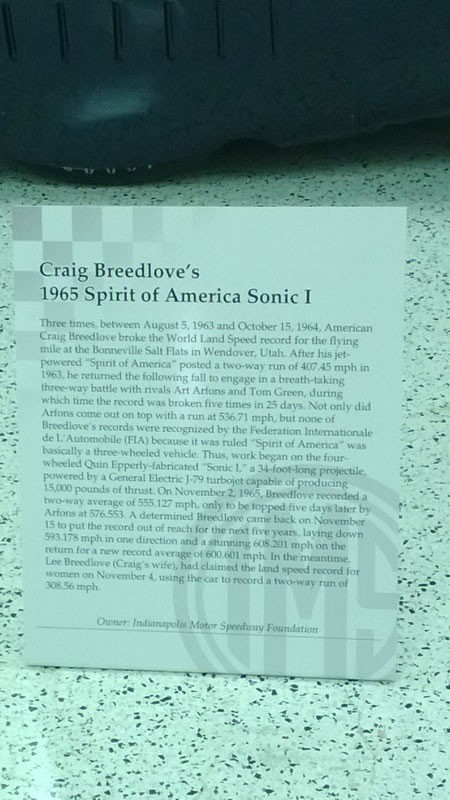 Craig Breedlove's
1965 Spirit of America Sonic I
Three times, between August 5, 1963 and October 15, 1964, American
Craig Breedlove broke the World Land Speed record for the flying
mile at the Bonneville Salt Flats in Wendover, Utah. After his jet-
powered "Spirit of America" posted a two-way run of 407.45 mph in
1963, he returned the following fall to engage in a breath-taking
three-way battle with rivals Art Arfons and Tom Green, during
which time the record was broken five times in 25 days. Not only did
Arfons come out on top with a run at 536.71 mph, but none of
Breedlove's records were recognized by the Federation Internationale
de L'Automobile (FIA) because it was ruled "Spirit of America" was
basically a three-wheeled vehicle. Thus, work began on the four-
wheeled Quin Epperly-fabricated "Sonic I," a 34-foot-long projectile,
powered by a General Electric J-79 turbojet capable of producing
15,000 pounds of thrust. On November 2, 1965, Breedlove recorded a
two-way average of 555.127 mph, only to be topped five days later by
Arfons at 576.553. A determined Breedlove came back on November
15 to put the record out of reach for the next five years, laying down
593.178 mph in one direction and a stunning 608.201 mph on the
return for a new record average of 600.601 mph. In the meantime,
Lee Breedlove (Craig's wife), had claimed the land speed record for
women on November 4, using the car to record a two-way run of
308.56 mph.
Owner: Indianapolis Motor Speedway Foundation
IMS